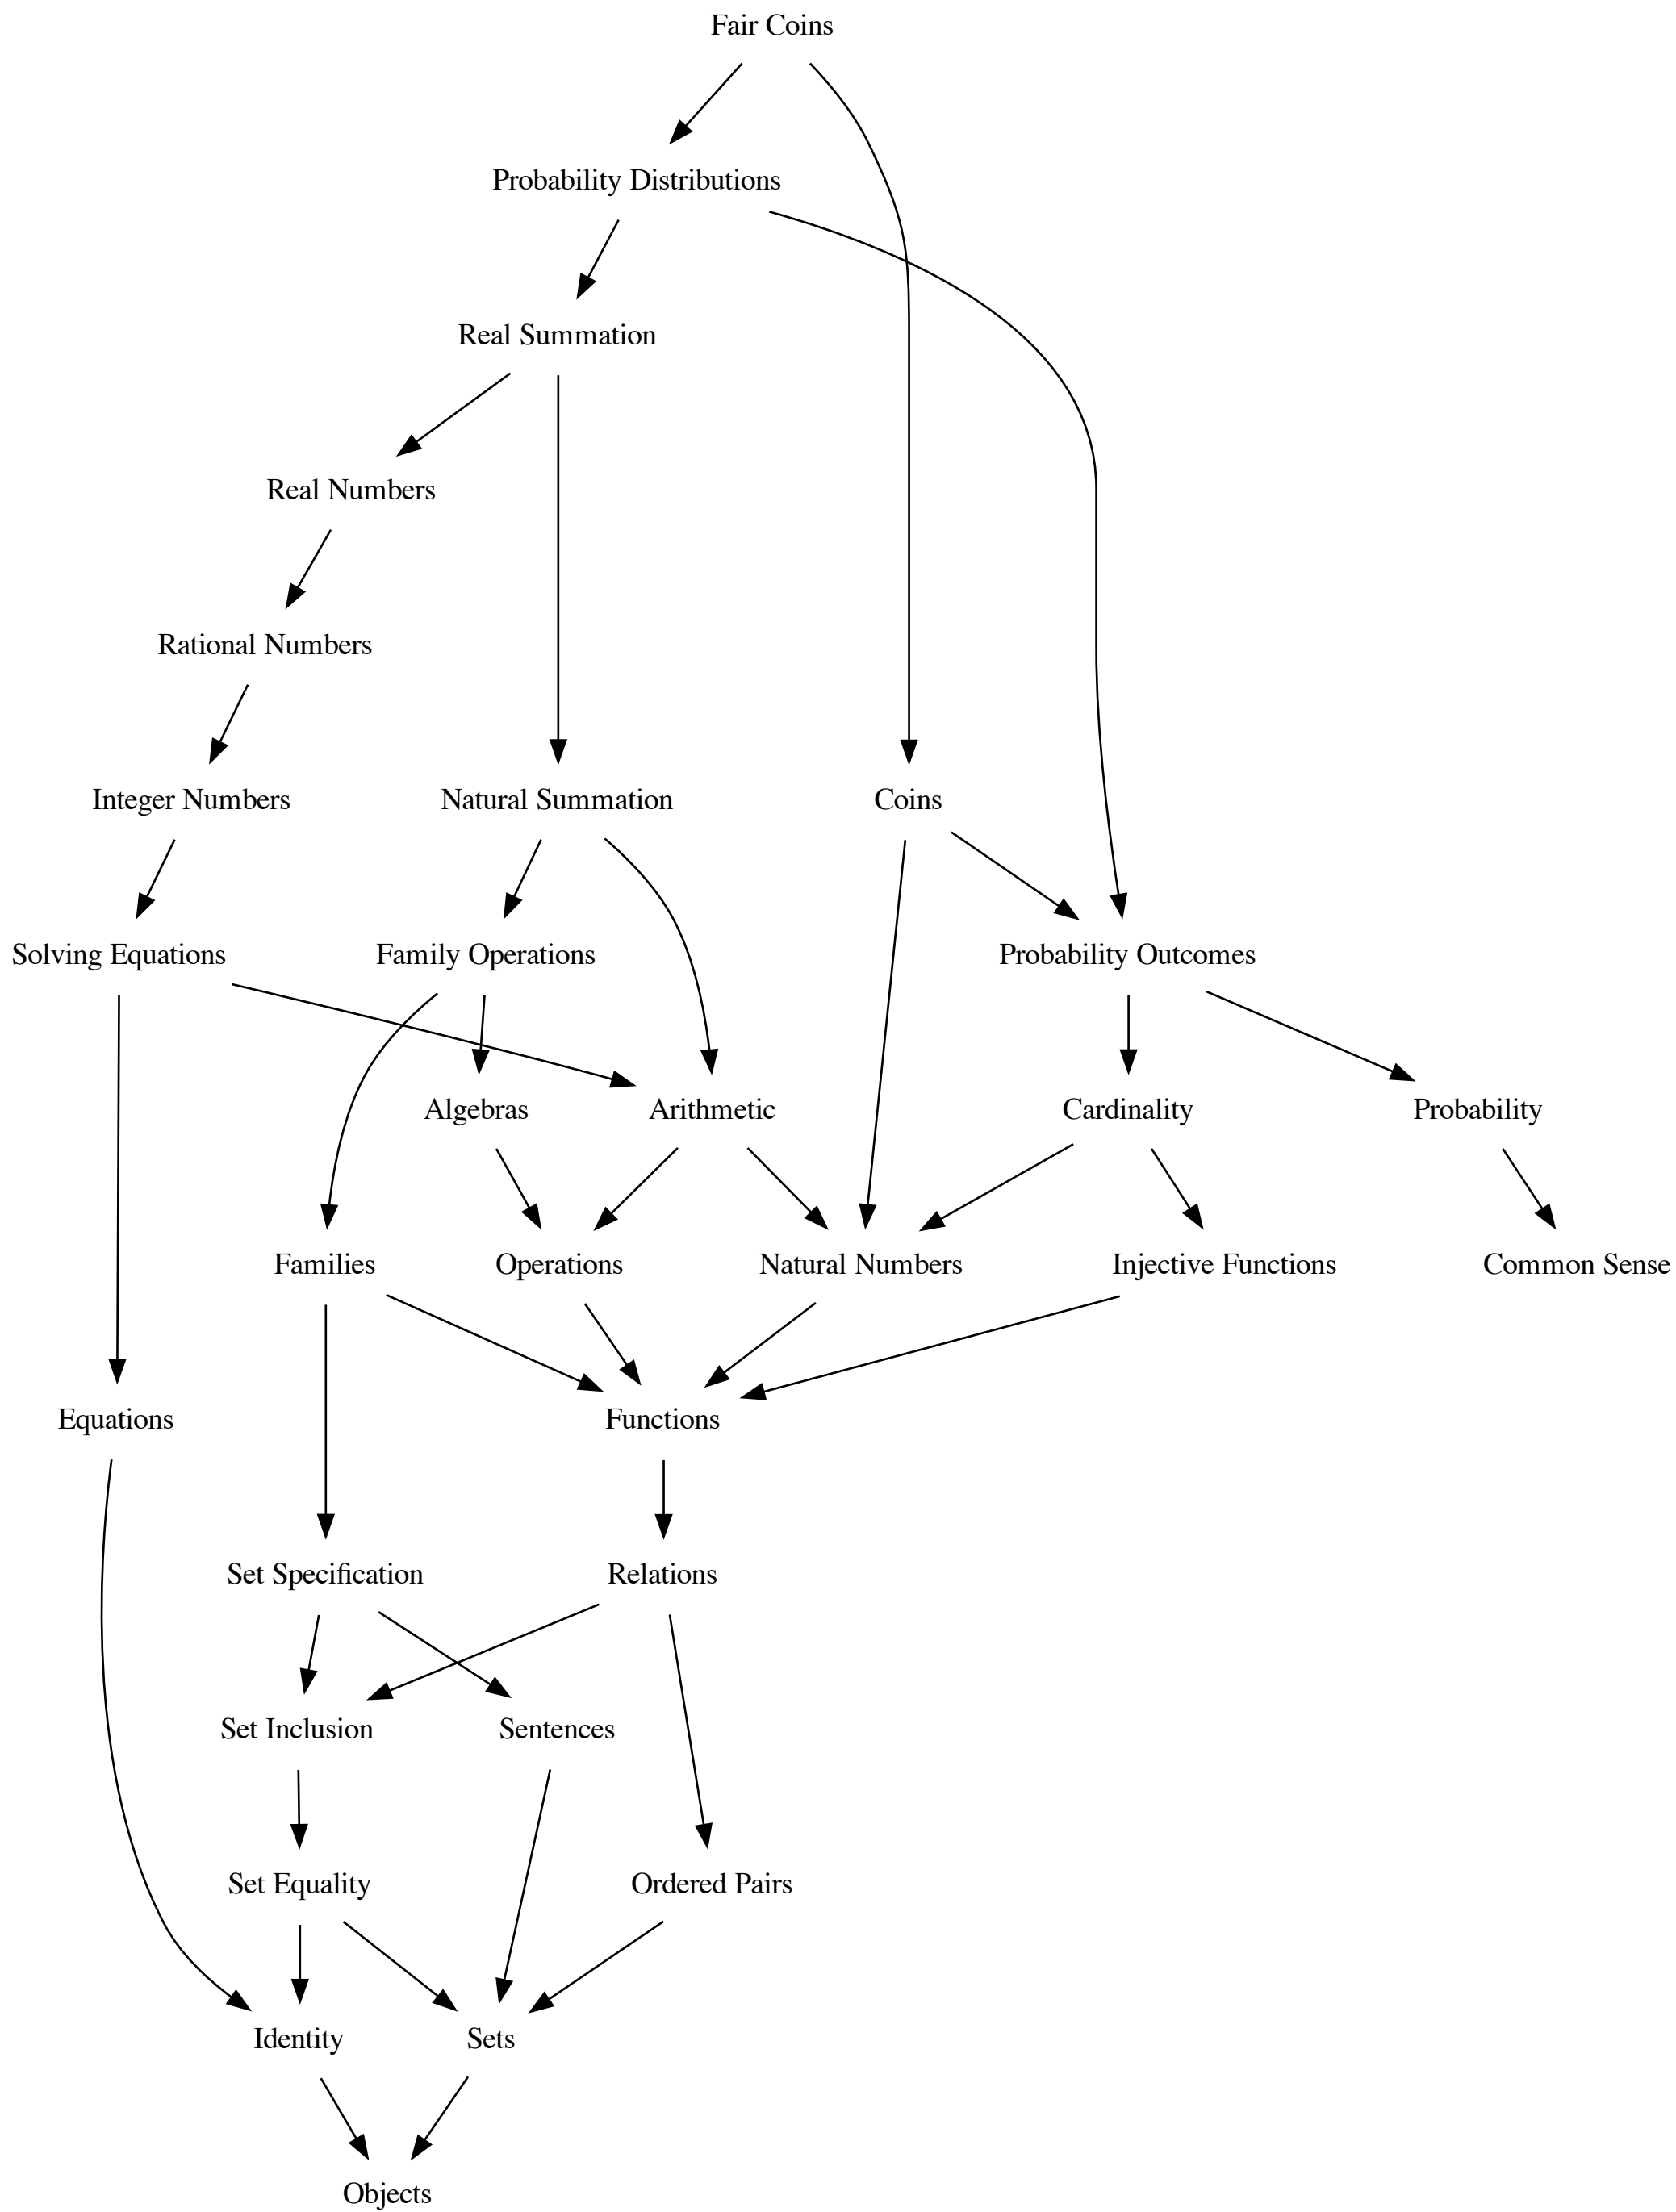 Fair Coins
Probability Distributions
Real Summation
Real Numbers
Rational Numbers
Integer Numbers
Natural Summation
Coins
Solving Equations
Family Operations
Probability Outcomes
Algebras
Arithmetic
Cardinality
Probability
Families
Operations
Natural Numbers
Injective Functions
Common Sense
Equations
Functions
Set Specification
Relations
Set Inclusion
Sentences
Set Equality
Ordered Pairs
Identity
Sets
Objects